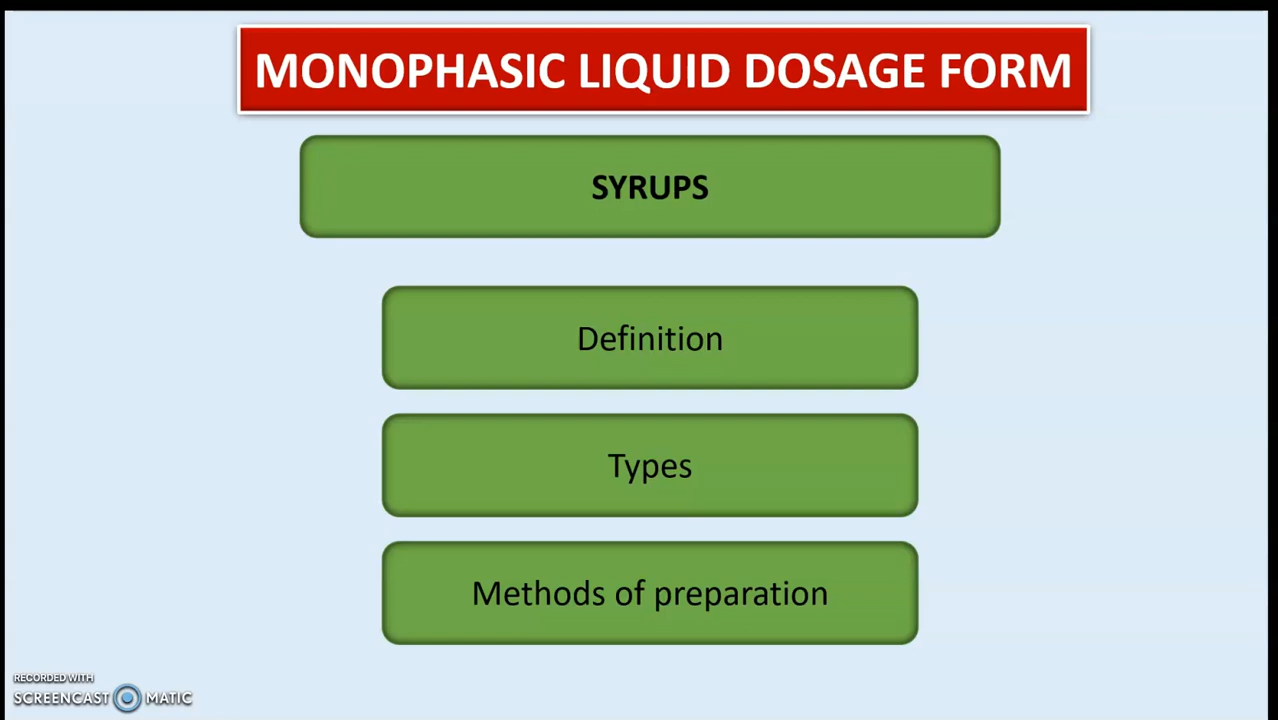 MONOPHASIC LIQUID DOSAGE FORM
SYRUPS
Definition
Types
Methods of preparation
RECORDED WITH
SCREENCAST MATIC